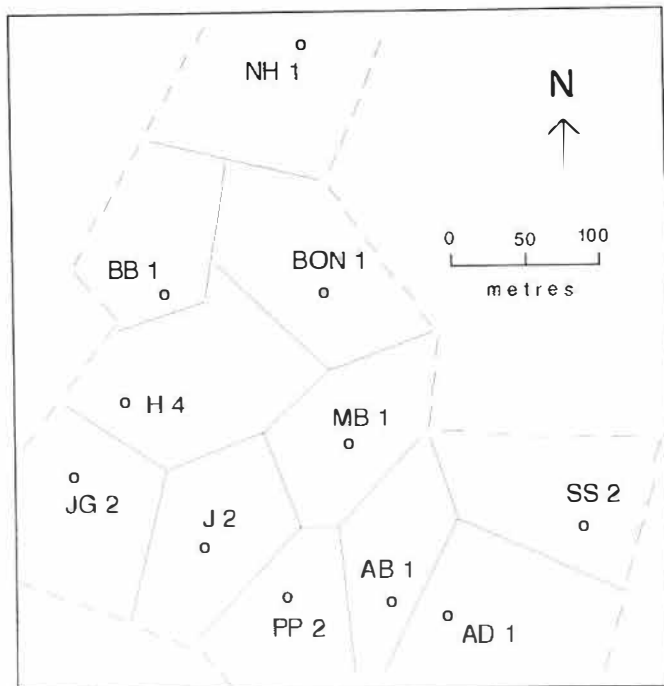 NH 1
N
0 50 100
metres
BB 1
BON 1
H 4
MB 1
JG 2
J 2
SS 2
AB 1
PP 2
AD 1